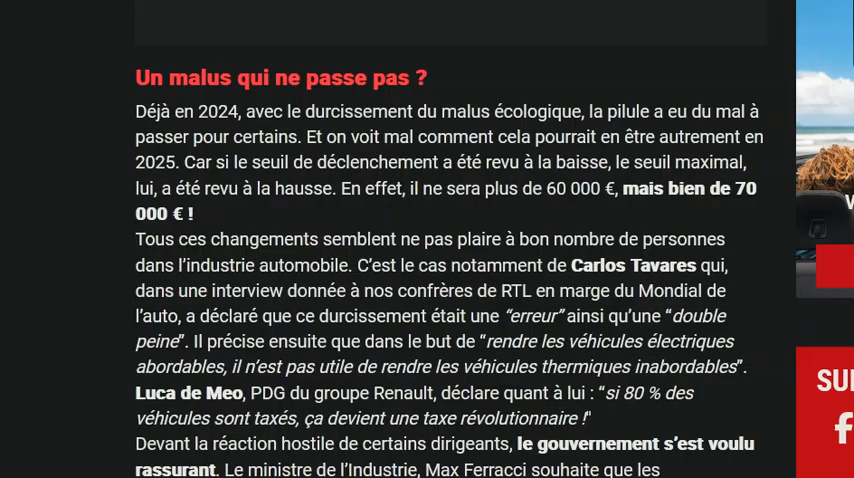 Un malus qui ne passe pas ?
Déjà en 2024, avec le durcissement du malus écologique, la pilule a eu du mal à
passer pour certains. Et on voit mal comment cela pourrait en être autrement en
2025. Car si le seuil de déclenchement a été revu à la baisse, le seuil maximal,
lui, a été revu à la hausse. En effet, il ne sera plus de 60 000 €, mais bien de 70
000 € !
Tous ces changements semblent ne pas plaire à bon nombre de personnes
dans l’industrie automobile. C’est le cas notamment de Carlos Tavares qui,
dans une interview donnée à nos confrères de RTL en marge du Mondial de
l’auto, a déclaré que ce durcissement était une “erreur” ainsi qu’une “double
peine”. Il précise ensuite que dans le but de “rendre les véhicules électriques
abordables, il n’est pas utile de rendre les véhicules thermiques inabordables”.
Luca de Meo, PDG du groupe Renault, déclare quant à lui : “si 80 % des
véhicules sont taxés, ça devient une taxe révolutionnaire !"
Devant la réaction hostile de certains dirigeants, le gouvernement s’est voulu
rassurant. Le ministre de l’Industrie, Max Ferracci souhaite que les